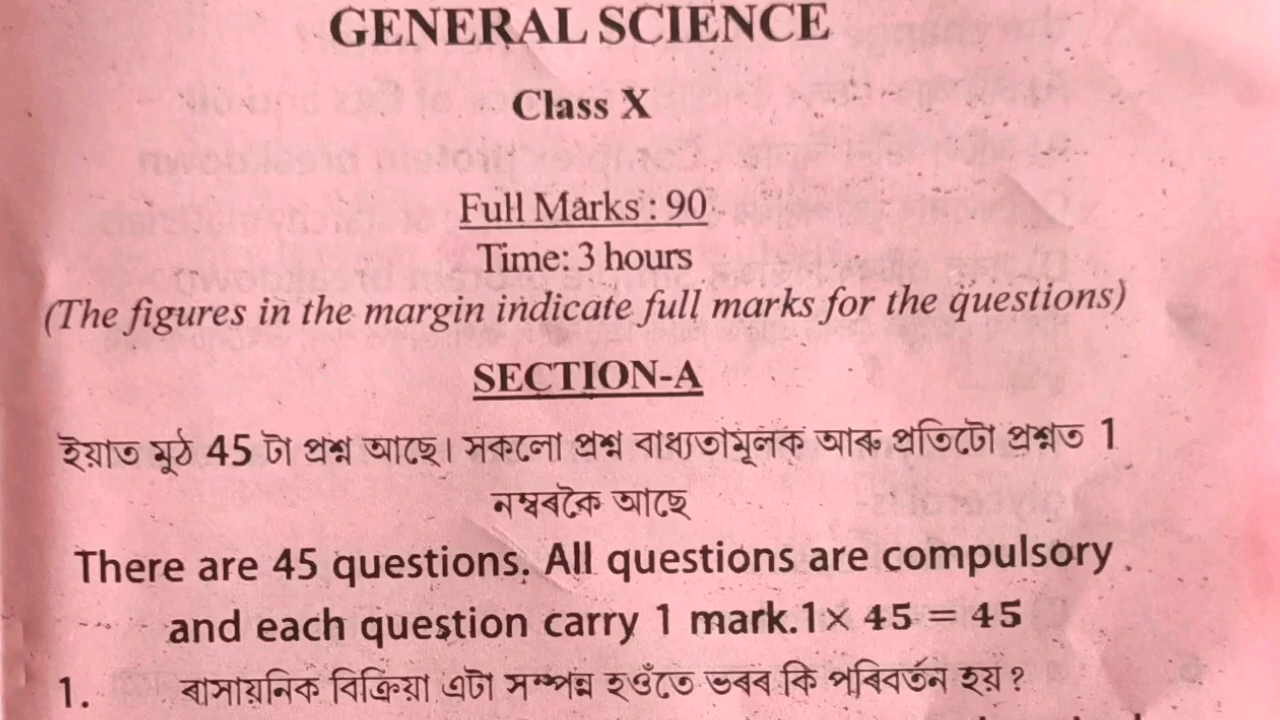 GENERAL SCIENCE
Class X
Full Marks : 90
Time: 3 hours
(The figures in the margin indicate full marks for the questions)
SECTION-A
ইয়াত মুঠ 45 টা প্ৰশ্ন আছে। সকলো প্ৰশ্ন বাধ্যতামূলক আৰু প্ৰতিটো প্ৰশ্নত 1
নম্বৰকৈ আছে
There are 45 questions. All questions are compulsory
and each question carry 1 mark.1× 45 = 45
1. ৰাসায়নিক বিক্ৰিয়া এটা সম্পন্ন হওঁতে ভৰৰ কি পৰিবৰ্তন হয় ?